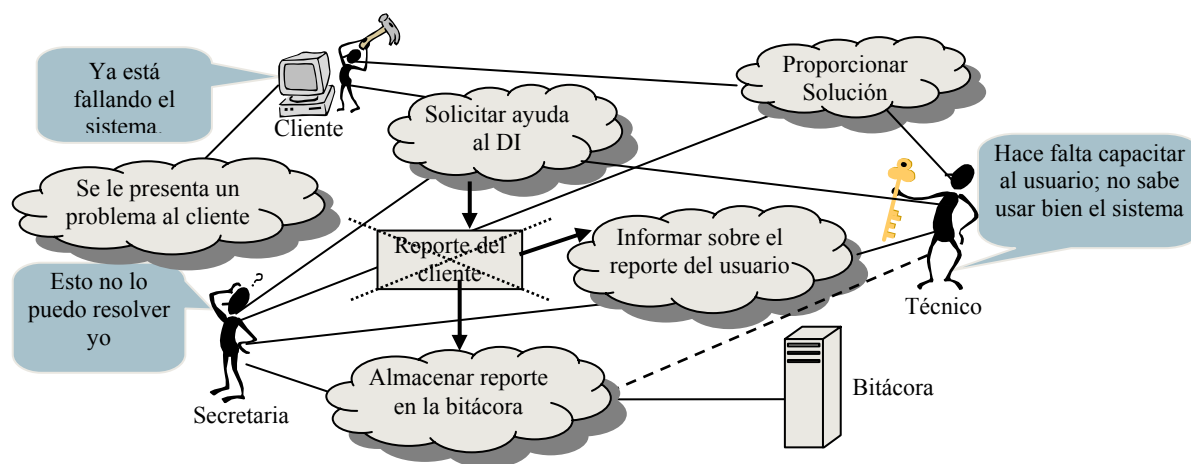 Ya está
fallando el
sistema.
Cliente
Solicitar ayuda
al DI
Proporcionar
Solución
Hace falta capacitar
al usuario; no sabe
usar bien el sistema
Se le presenta un
problema al cliente
Reporte del
cliente
Informar sobre el
reporte del usuario
Técnico
Esto no lo
puedo resolver
yo
?
Secretaria
Almacenar reporte
en la bitácora
Bitácora